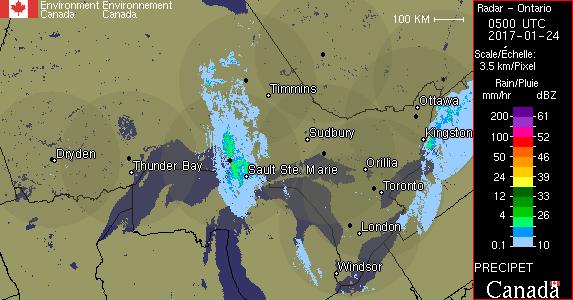 Environment Environnement
Canada Canada
100 KM
Radar - Ontario
0500 UTC
2017-01-24
Scale/Échelle:
3.5 km/Pixel
Rain/Pluie
mm/hr dBZ
200 61
100 52
50 46
24 39
12 33
4 26
2 20
0.1 10
PRECIPET
Canada
Timmins
Ottawa
Sudbury
Kingston
Dryden
Thunder Bay
Sault Ste. Marie
Orillia
Toronto
London
Windsor